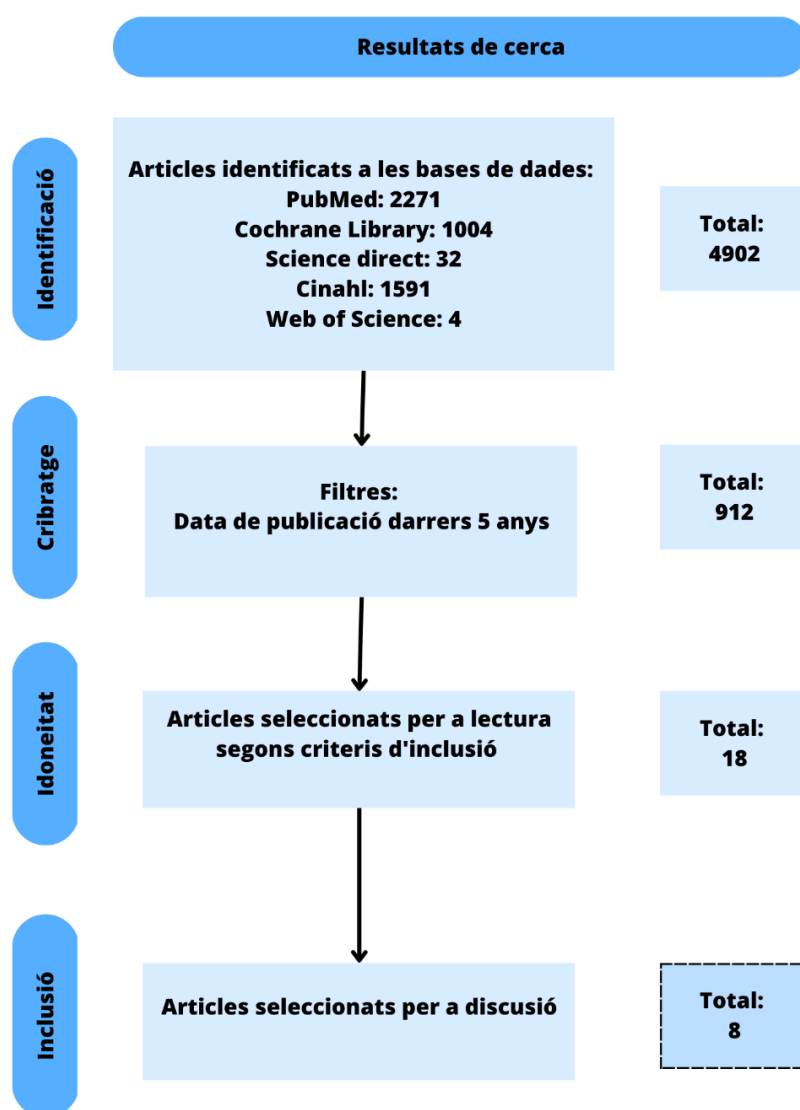 Resultats de cerca
Identificació
Articles identificats a les bases de dades:
PubMed: 2271
Cochrane Library: 1004
Science direct: 32
Cinahl: 1591
Web of Science: 4
Total:
4902
Cribratge
Filtres:
Data de publicació darrers 5 anys
Total:
912
Idoneitat
Articles seleccionats per a lectura
segons criteris d'inclusió
Total:
18
Inclusió
Articles seleccionats per a discusió
Total:
8